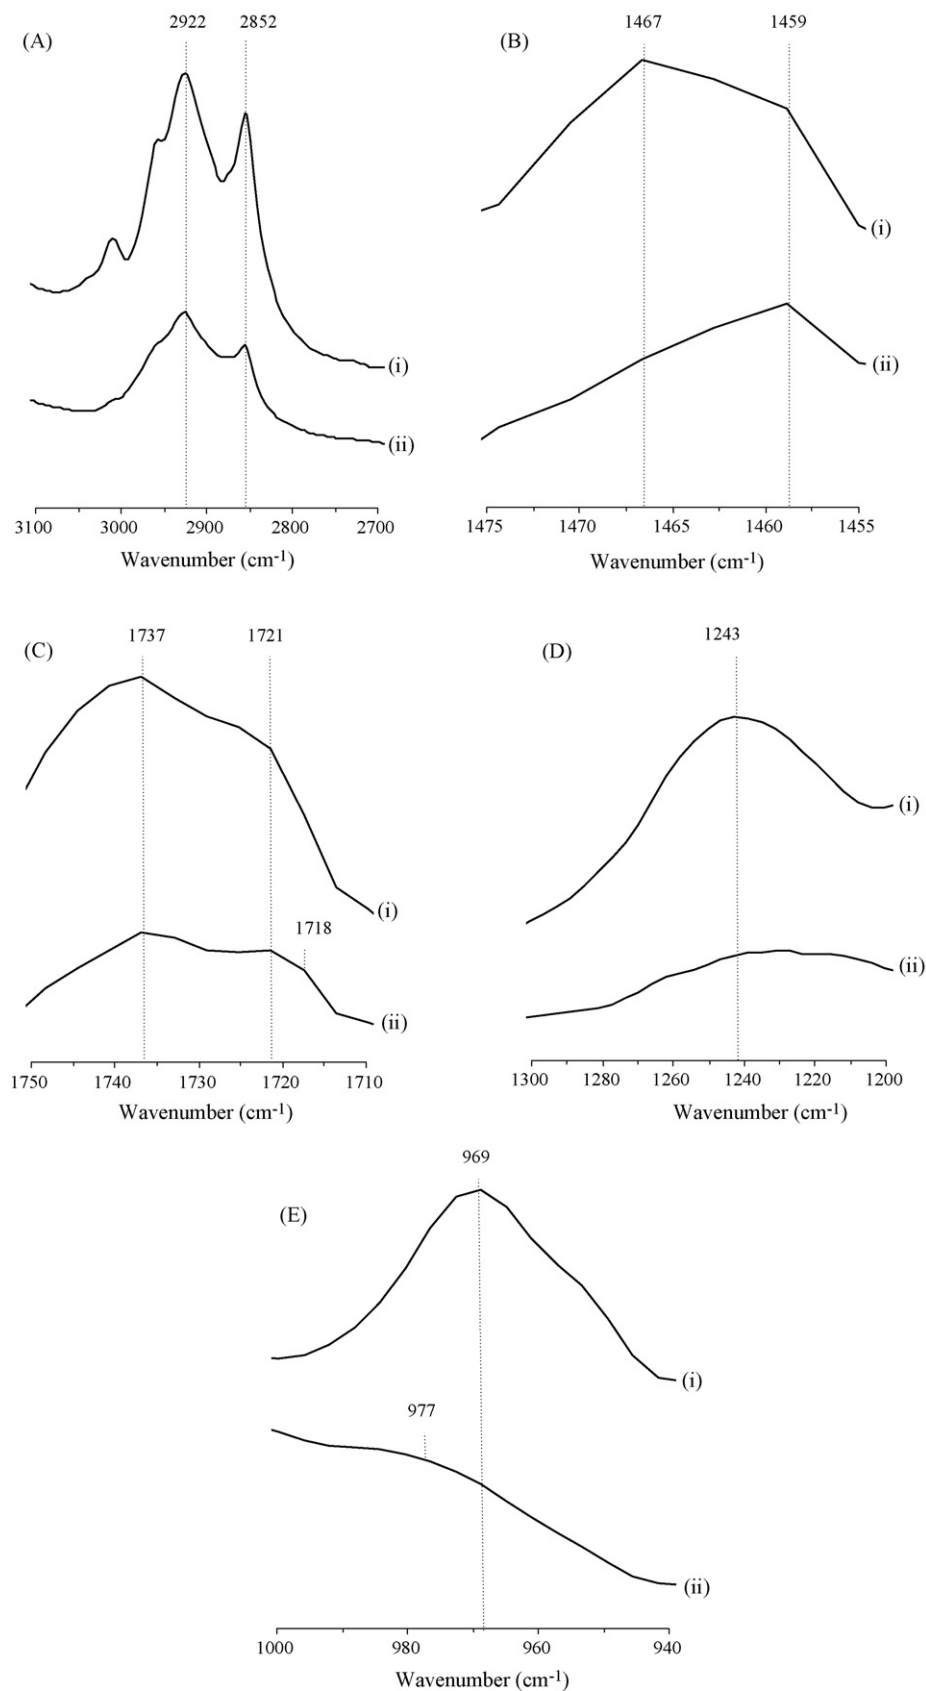 2922 2852
(A)
(i)
(ii)
3100 3000 2900 2800 2700
Wavenumber (cm-1)
1467 1459
(B)
(i)
(ii)
1475 1470 1465 1460 1455
Wavenumber (cm-1)
1737 1721
(C)
(i)
1718
(ii)
1750 1740 1730 1720 1710
Wavenumber (cm-1)
1243
(D)
(i)
(ii)
1300 1280 1260 1240 1220 1200
Wavenumber (cm-1)
969
(E)
(i)
977
(ii)
1000 980 960 940
Wavenumber (cm-1)